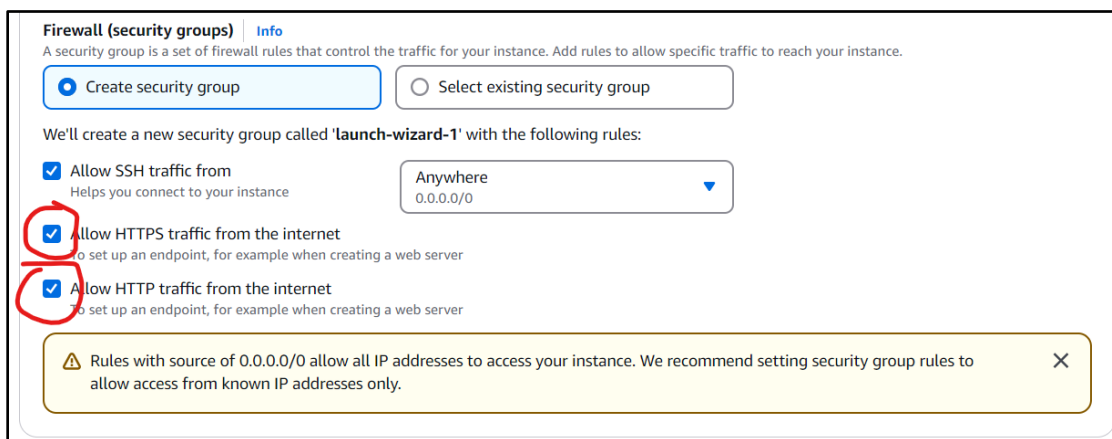 Firewall (security groups) Info
A security group is a set of firewall rules that control the traffic for your instance. Add rules to allow specific traffic to reach your instance.
Create security group
Select existing security group
We'll create a new security group called 'launch-wizard-1' with the following rules:
Allow SSH traffic from
Helps you connect to your instance
Anywhere
0.0.0.0/0
Allow HTTPS traffic from the internet
To set up an endpoint, for example when creating a web server
Allow HTTP traffic from the internet
To set up an endpoint, for example when creating a web server
Rules with source of 0.0.0.0/0 allow all IP addresses to access your instance. We recommend setting security group rules to
allow access from known IP addresses only.